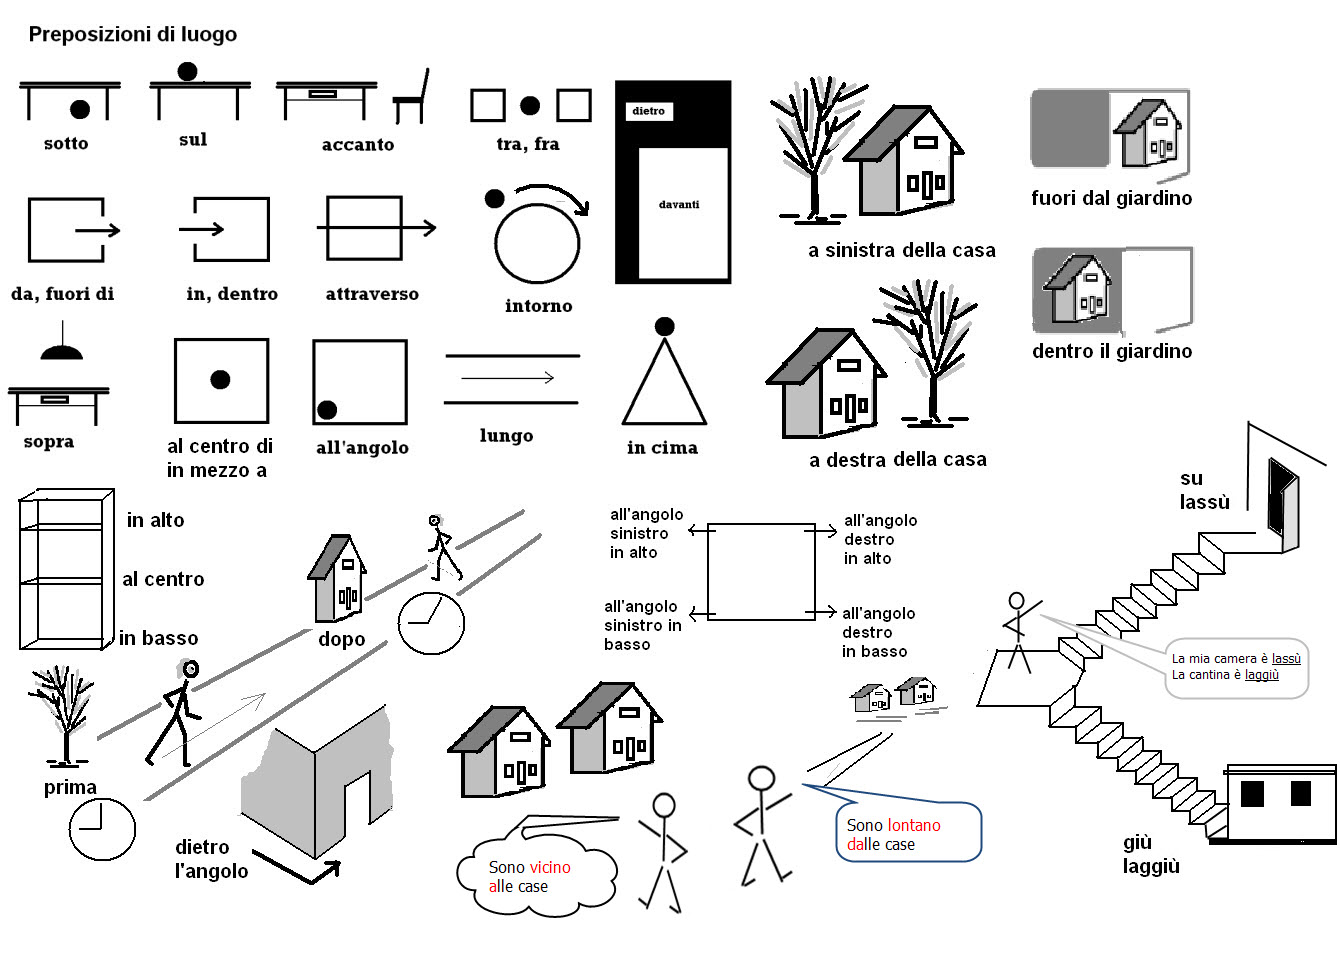 Preposizioni di luogo
sotto
sul
accanto
tra, fra
dietro
davanti
a sinistra della casa
fuori dal giardino
da, fuori di
in, dentro
attraverso
intorno
dentro il giardino
sopra
al centro di
in mezzo a
all'angolo
lungo
in cima
a destra della casa
in alto
al centro
in basso
dopo
prima
dietro
l'angolo
all'angolo
sinistro
in alto
all'angolo
destro
in alto
all'angolo
sinistro in
basso
all'angolo
destro
in basso
su
lassù
La mia camera è lassù
La cantina è laggiù
giù
laggiù
Sono vicino
alle case
Sono lontano
dalle case